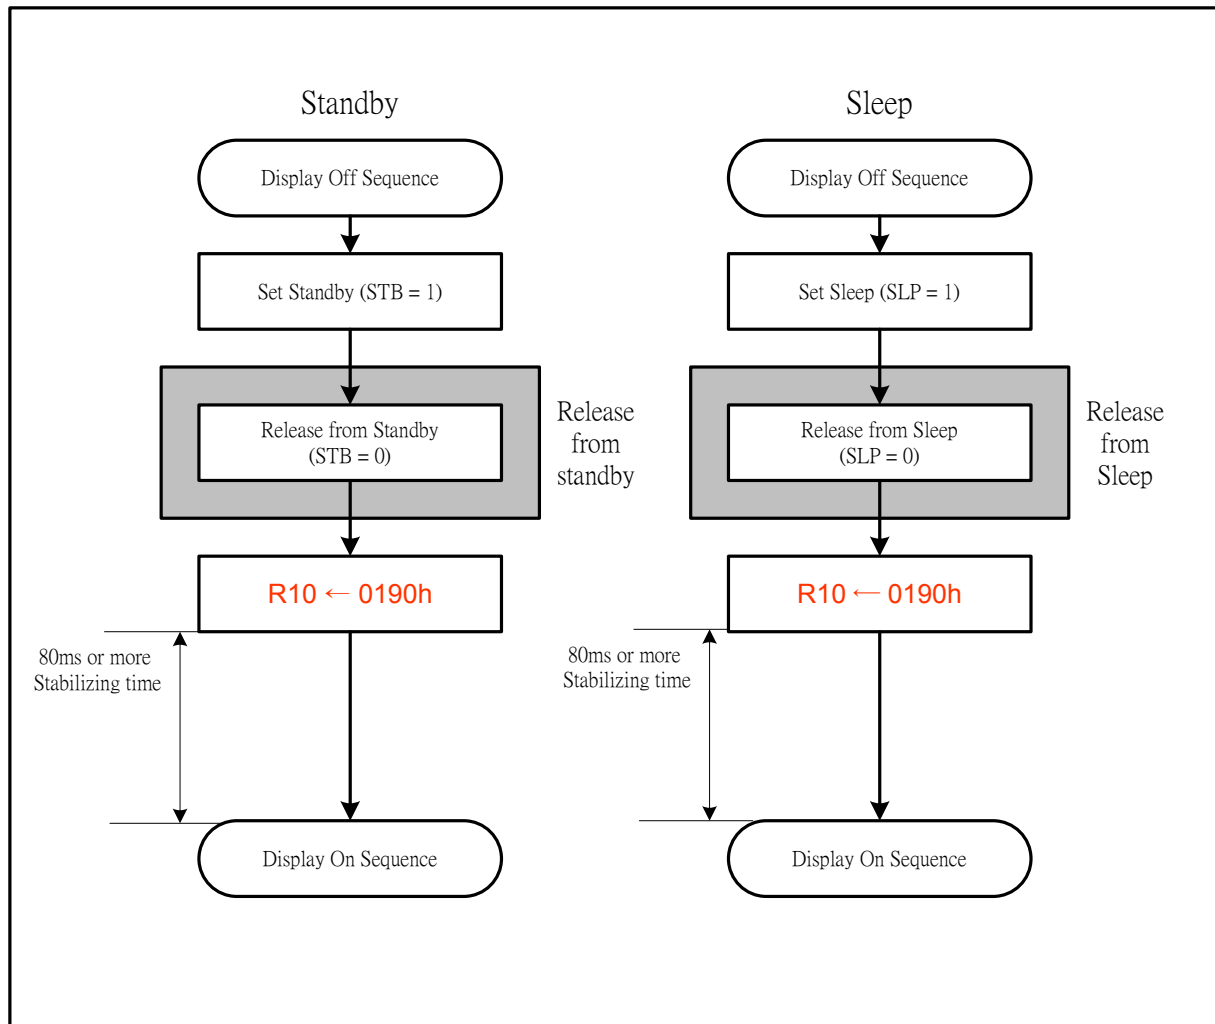 Standby
Display Off Sequence
Set Standby (STB = 1)
Release from Standby
(STB = 0)
Release
from
standby
R10 ← 0190h
80ms or more
Stabilizing time
Display On Sequence
Sleep
Display Off Sequence
Set Sleep (SLP = 1)
Release from Sleep
(SLP = 0)
Release
from
Sleep
R10 ← 0190h
80ms or more
Stabilizing time
Display On Sequence